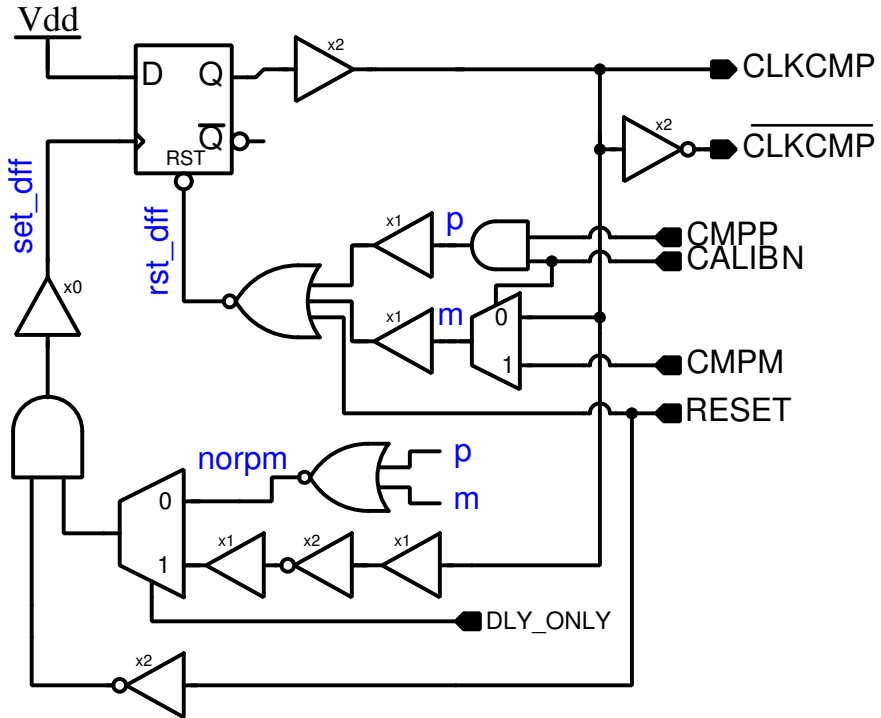 Vdd
D Q
Q
RST
x2
CLKCMP
x2
CLKCMP
set_dff
rst_dff
x1
p
CMPP
CALIBN
x0
x1
m
0
1
CMPM
RESET
norpm
p
m
0
1
x1
x2
x1
DLY_ONLY
x2